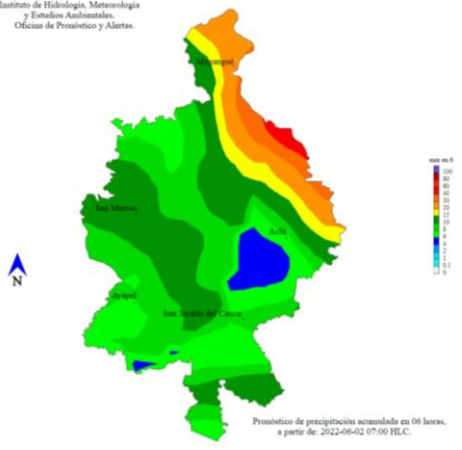 Instituto de Hidrología, Meteorología
y Estudios Ambientales.
Oficina de Pronóstico y Alertas.
Magangué
San Marcos
Achí
Ayapel
San Jacinto del Cauca
mm en 6
100
80
60
40
30
20
15
10
8
6
4
2
1
0.1
0
N
Pronóstico de precipitación acumulada en 06 horas,
a partir de: 2022-06-02 07:00 HLC.